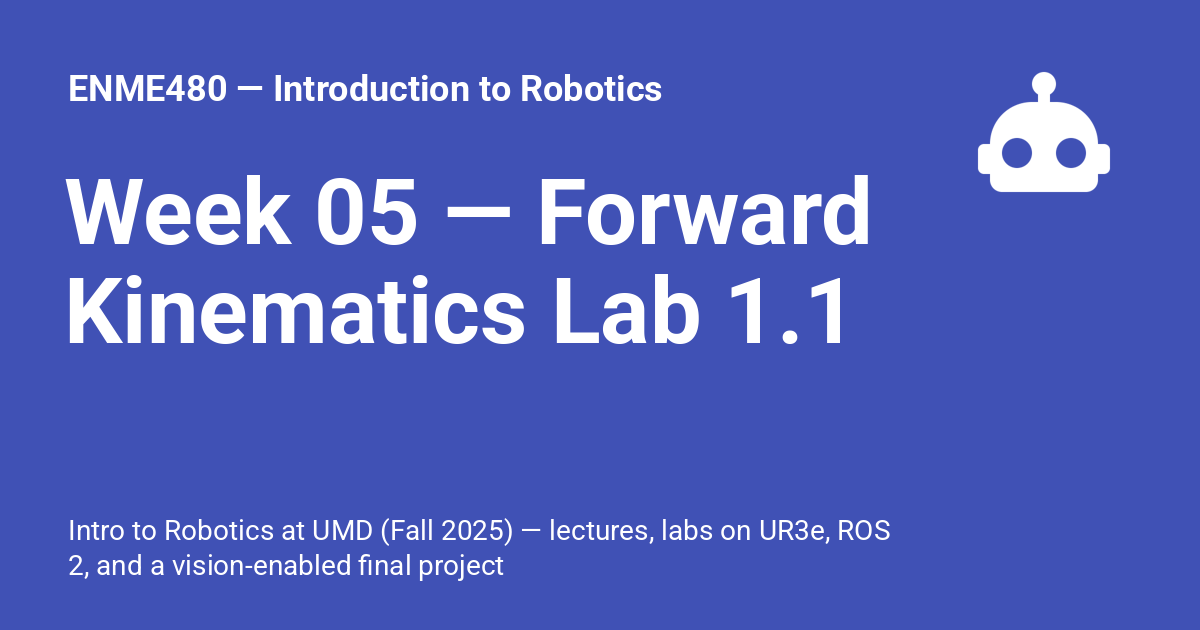 ENME480 — Introduction to Robotics
Week 05 — Forward
Kinematics Lab 1.1
Intro to Robotics at UMD (Fall 2025) — lectures, labs on UR3e, ROS
2, and a vision-enabled final project